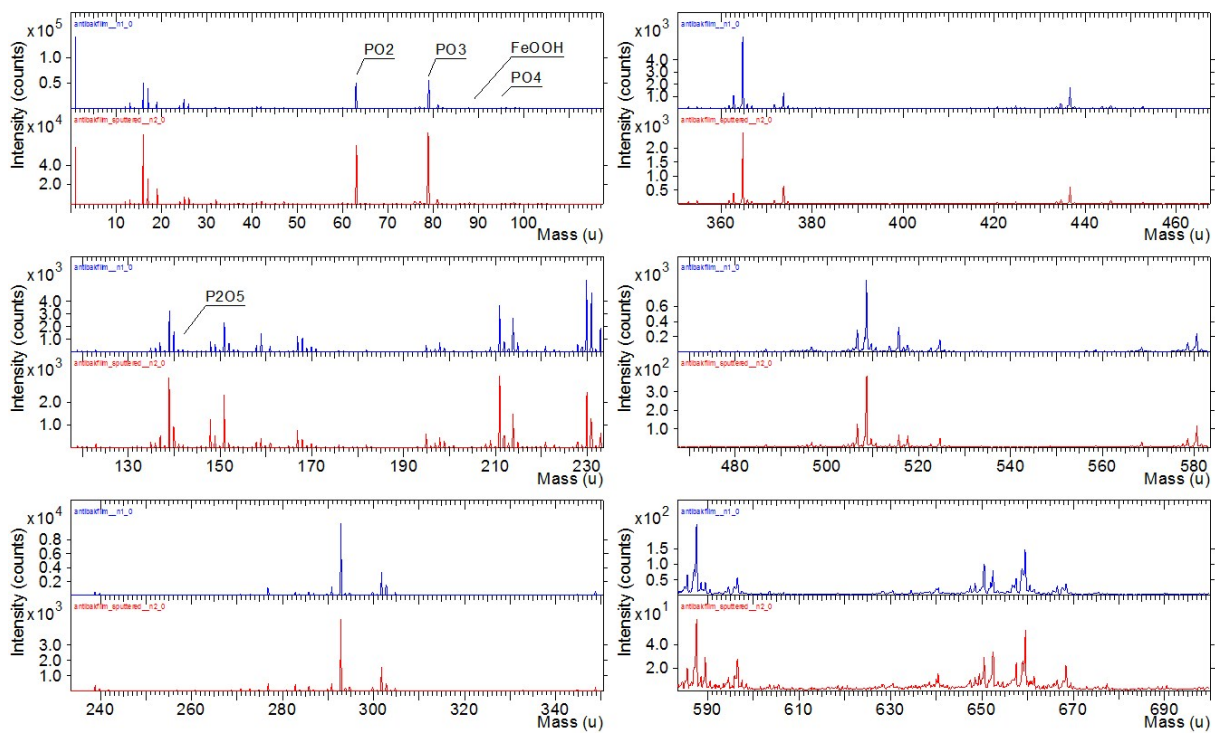 antibakfilm__n1_0
x10^5
1.0
0.5
PO2
PO3
FeOOH
PO4
Intensity (counts)
antibakfilm_sputtered__n2_0
x10^4
4.0
2.0
10 20 30 40 50 60 70 80 90 100
Mass (u)
antibakfilm__n1_0
x10^3
4.0
3.0
2.0
1.0
P2O5
Intensity (counts)
antibakfilm_sputtered__n2_0
x10^3
2.0
1.0
130 150 170 190 210 230
Mass (u)
antibakfilm__n1_0
x10^4
0.8
0.6
0.4
0.2
Intensity (counts)
antibakfilm_sputtered__n2_0
x10^3
3.0
2.0
1.0
240 260 280 300 320 340
Mass (u)
antibakfilm__n1_0
x10^3
4.0
3.0
2.0
1.0
Intensity (counts)
antibakfilm_sputtered__n2_0
x10^3
2.0
1.5
1.0
0.5
360 380 400 420 440 460
Mass (u)
antibakfilm__n1_0
x10^3
0.6
0.4
0.2
Intensity (counts)
antibakfilm_sputtered__n2_0
x10^2
3.0
2.0
1.0
480 500 520 540 560 580
Mass (u)
antibakfilm__n1_0
x10^2
1.5
1.0
0.5
Intensity (counts)
antibakfilm_sputtered__n2_0
x10^1
4.0
2.0
590 610 630 650 670 690
Mass (u)